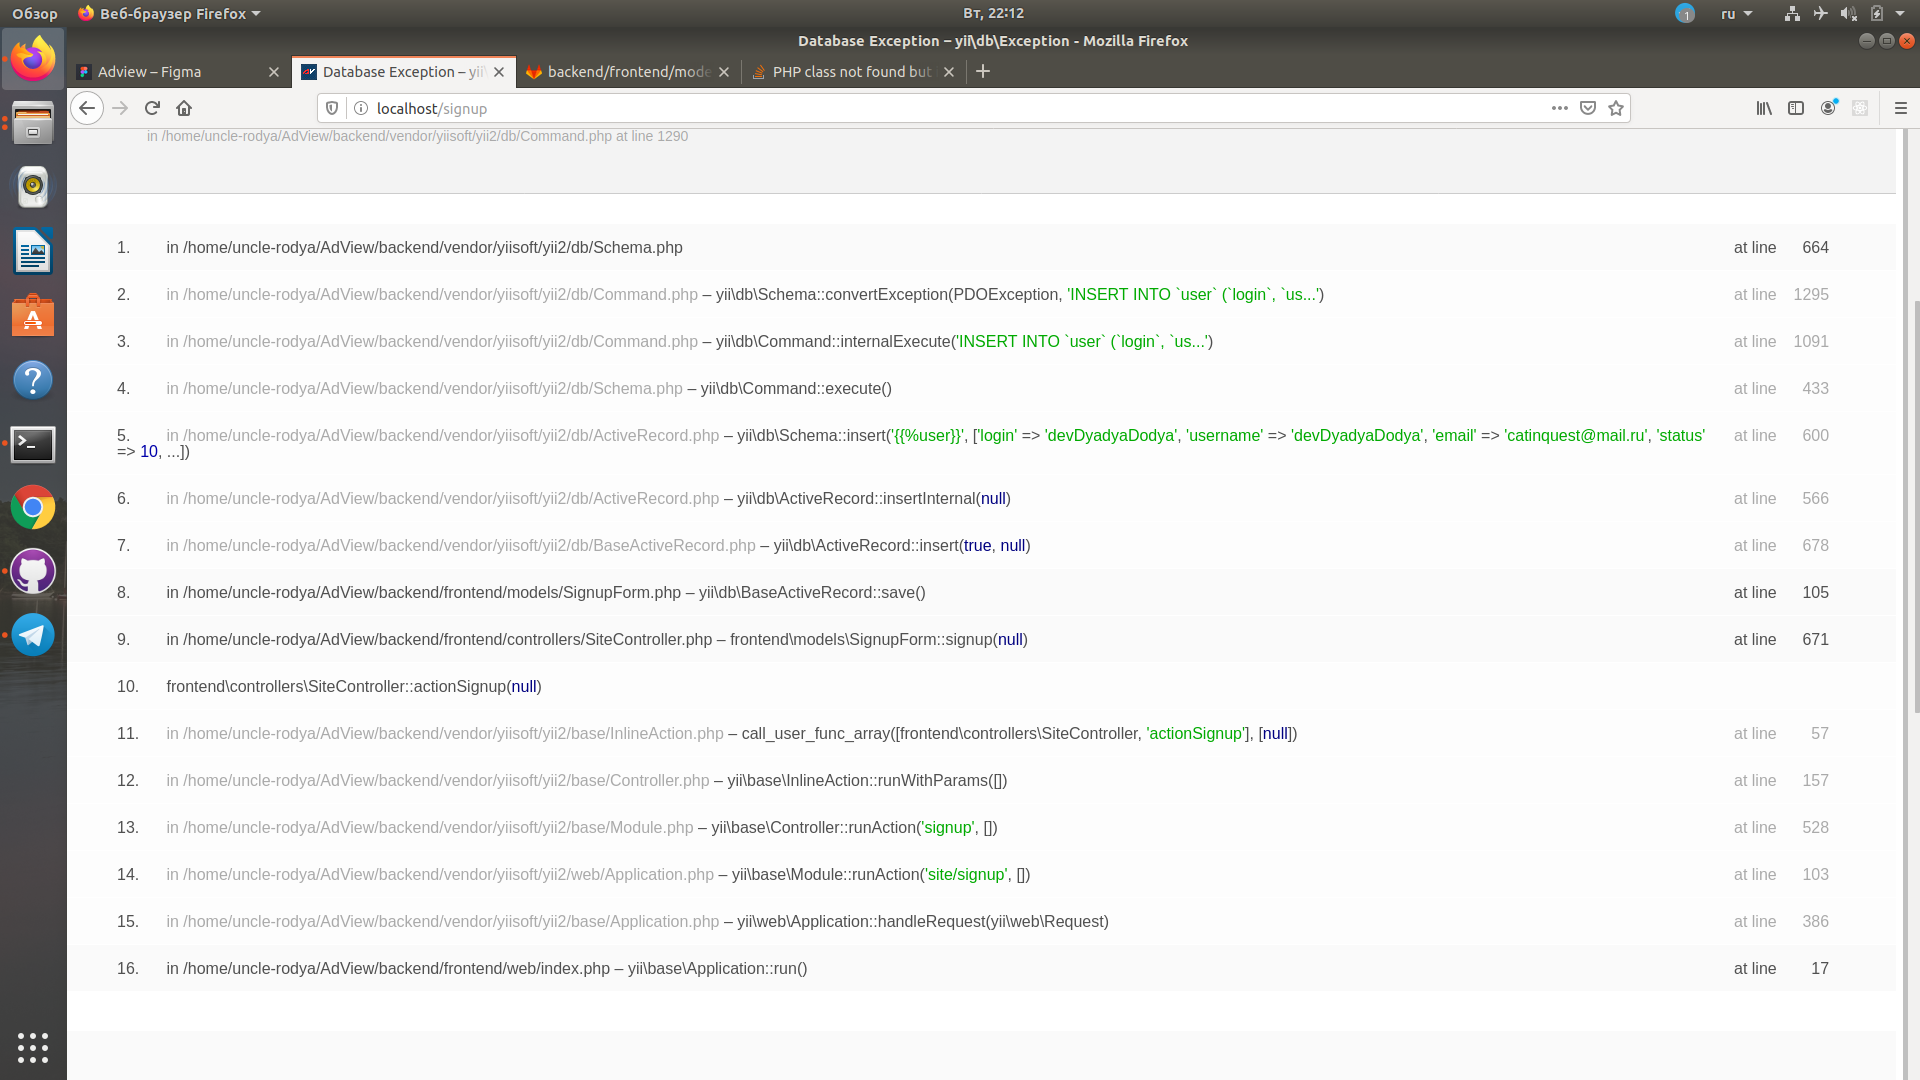 Обзор
Веб-браузер Firefox
Вт, 22:12
1
ru
Database Exception – yii\db\Exception - Mozilla Firefox
Adview – Figma
Database Exception – yii\
backend/frontend/mode
PHP class not found but
localhost/signup
in /home/uncle-rodya/AdView/backend/vendor/yiisoft/yii2/db/Command.php at line 1290
1. in /home/uncle-rodya/AdView/backend/vendor/yiisoft/yii2/db/Schema.php at line 664
2. in /home/uncle-rodya/AdView/backend/vendor/yiisoft/yii2/db/Command.php – yii\db\Schema::convertException(PDOException, 'INSERT INTO `user` (`login`, `us...') at line 1295
3. in /home/uncle-rodya/AdView/backend/vendor/yiisoft/yii2/db/Command.php – yii\db\Command::internalExecute('INSERT INTO `user` (`login`, `us...') at line 1091
4. in /home/uncle-rodya/AdView/backend/vendor/yiisoft/yii2/db/Schema.php – yii\db\Command::execute() at line 433
5. in /home/uncle-rodya/AdView/backend/vendor/yiisoft/yii2/db/ActiveRecord.php – yii\db\Schema::insert('{{%user}}', ['login' => 'devDyadyaDodya', 'username' => 'devDyadyaDodya', 'email' => 'catinquest@mail.ru', 'status' at line 600
=> 10, ...])
6. in /home/uncle-rodya/AdView/backend/vendor/yiisoft/yii2/db/ActiveRecord.php – yii\db\ActiveRecord::insertInternal(null) at line 566
7. in /home/uncle-rodya/AdView/backend/vendor/yiisoft/yii2/db/BaseActiveRecord.php – yii\db\ActiveRecord::insert(true, null) at line 678
8. in /home/uncle-rodya/AdView/backend/frontend/models/SignupForm.php – yii\db\BaseActiveRecord::save() at line 105
9. in /home/uncle-rodya/AdView/backend/frontend/controllers/SiteController.php – frontend\models\SignupForm::signup(null) at line 671
10. frontend\controllers\SiteController::actionSignup(null)
11. in /home/uncle-rodya/AdView/backend/vendor/yiisoft/yii2/base/InlineAction.php – call_user_func_array([frontend\controllers\SiteController, 'actionSignup'], [null]) at line 57
12. in /home/uncle-rodya/AdView/backend/vendor/yiisoft/yii2/base/Controller.php – yii\base\InlineAction::runWithParams([]) at line 157
13. in /home/uncle-rodya/AdView/backend/vendor/yiisoft/yii2/base/Module.php – yii\base\Controller::runAction('signup', []) at line 528
14. in /home/uncle-rodya/AdView/backend/vendor/yiisoft/yii2/web/Application.php – yii\base\Module::runAction('site/signup', []) at line 103
15. in /home/uncle-rodya/AdView/backend/vendor/yiisoft/yii2/base/Application.php – yii\web\Application::handleRequest(yii\web\Request) at line 386
16. in /home/uncle-rodya/AdView/backend/frontend/web/index.php – yii\base\Application::run() at line 17